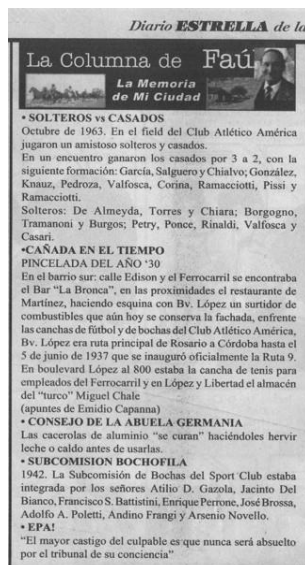 Diario ESTRELLA de la
La Columna de Faú
La Memoria
de Mi Ciudad
• SOLTEROS vs CASADOS
Octubre de 1963. En el field del Club Atlético América
jugaron un amistoso solteros y casados.
En un encuentro ganaron los casados por 3 a 2, con la
siguiente formación: García, Salguero y Chialvo; González,
Knauz, Pedroza, Valfosca, Corina, Ramacciotti, Pissi y
Ramacciotti.
Solteros: De Almeyda, Torres y Chiara; Borgogno,
Tramanoni y Burgos; Petry, Ponce, Rinaldi, Valfosca y
Casari.
•CAÑADA EN EL TIEMPO
PINCELADA DEL AÑO ‘30
En el barrio sur: calle Edison y el Ferrocarril se encontraba
el Bar “La Bronca”, en las proximidades el restaurante de
Martínez, haciendo esquina con Bv. López un surtidor de
combustibles que aún hoy se conserva la fachada, enfrente
las canchas de fútbol y de bochas del Club Atlético América,
Bv. López era ruta principal de Rosario a Córdoba hasta el
5 de junio de 1937 que se inauguró oficialmente la Ruta 9.
En boulevard López al 800 estaba la cancha de tenis para
empleados del Ferrocarril y en López y Libertad el almacén
del “turco” Miguel Chale
(apuntes de Emidio Capanna)
• CONSEJO DE LA ABUELA GERMANIA
Las cacerolas de aluminio “se curan” haciéndoles hervir
leche o caldo antes de usarlas.
• SUBCOMISION BOCHOFILA
1942. La Subcomisión de Bochas del Sport Club estaba
integrada por los señores Atilio D. Gazola, Jacinto Del
Bianco, Francisco S. Battistini, Enrique Perrone, José Brossa,
Adolfo A. Poletti, Andino Frangi y Arsenio Novello.
• EPA!
“El mayor castigo del culpable es que nunca será absuelto
por el tribunal de su conciencia”